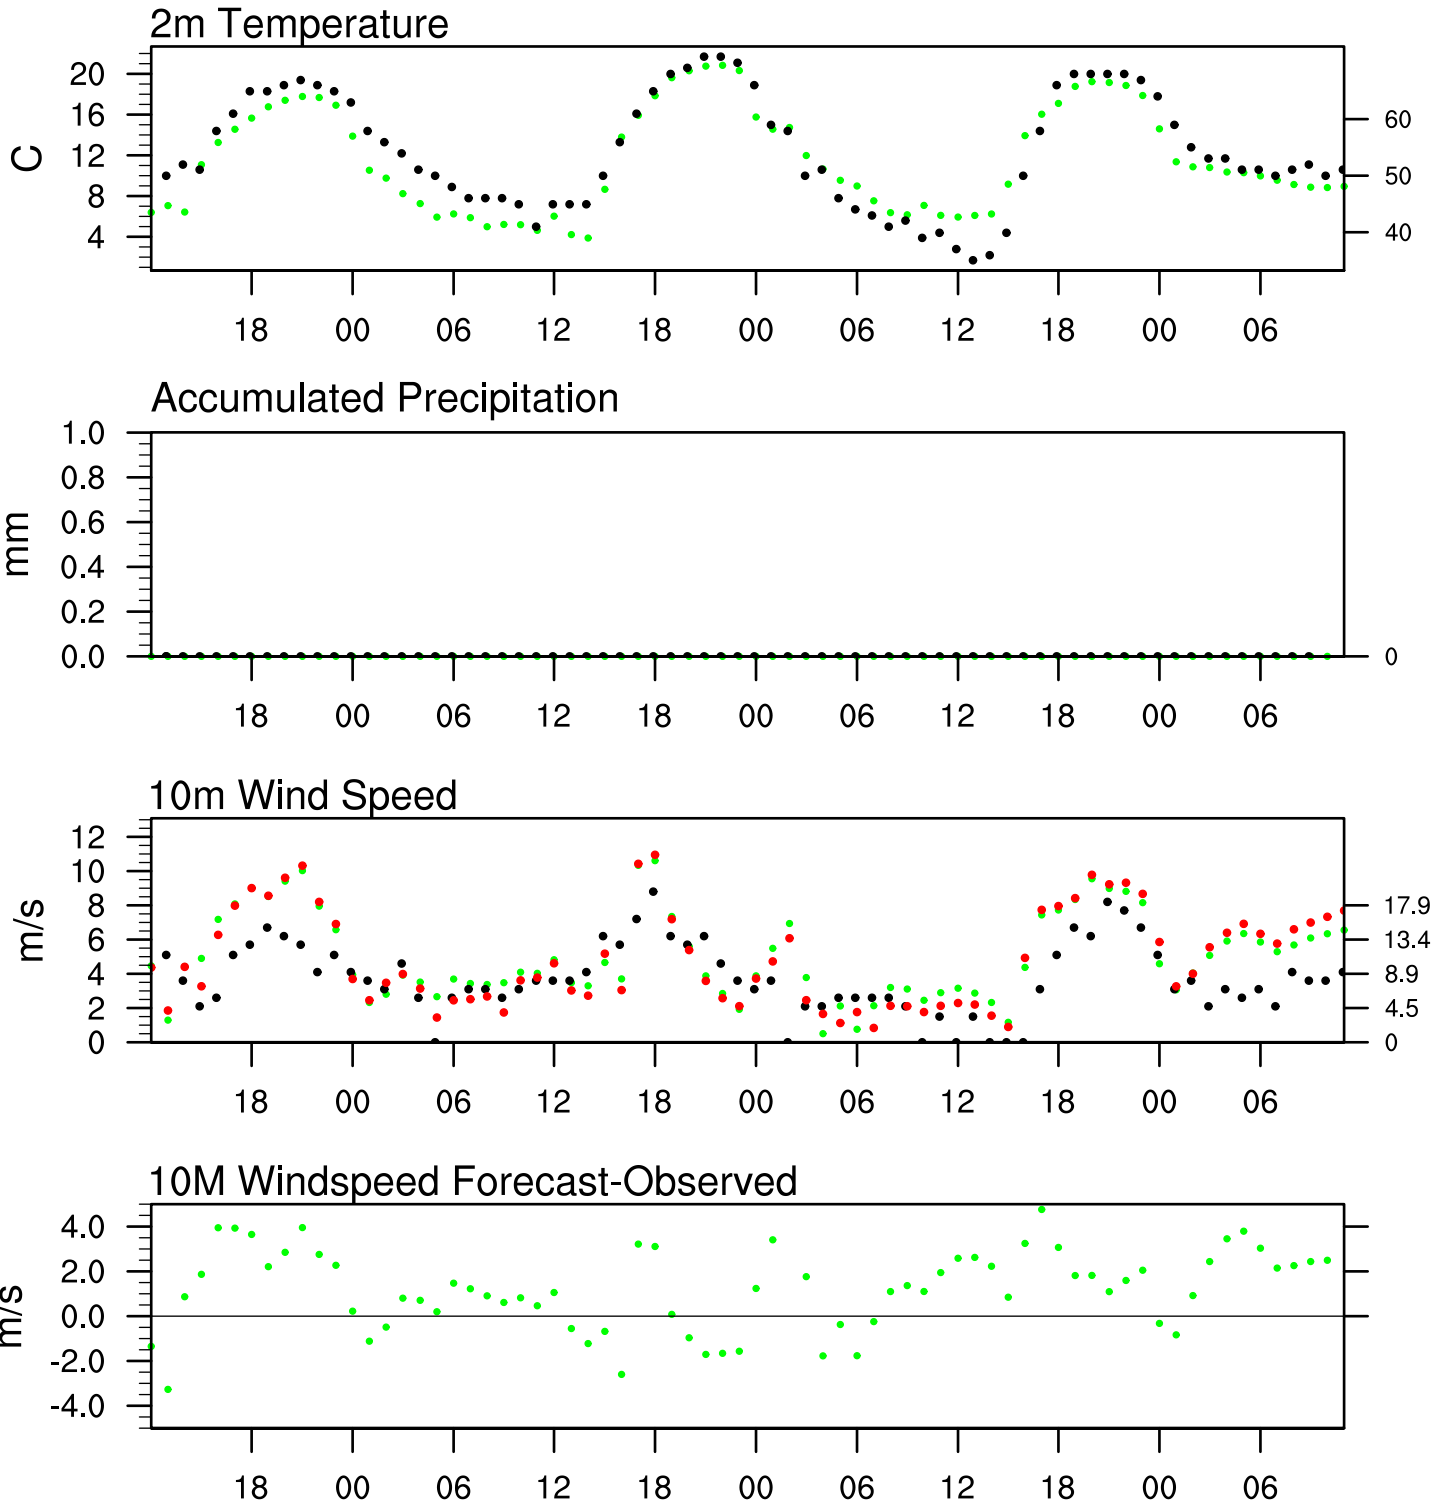 2m Temperature
20
16
12
8
4
C
60
50
40
18 00 06 12 18 00 06 12 18 00 06
Accumulated Precipitation
1.0
0.8
0.6
0.4
0.2
0.0
mm
0
18 00 06 12 18 00 06 12 18 00 06
10m Wind Speed
12
10
8
6
4
2
0
m/s
17.9
13.4
8.9
4.5
0
18 00 06 12 18 00 06 12 18 00 06
10M Windspeed Forecast-Observed
4.0
2.0
0.0
-2.0
-4.0
m/s
18 00 06 12 18 00 06 12 18 00 06